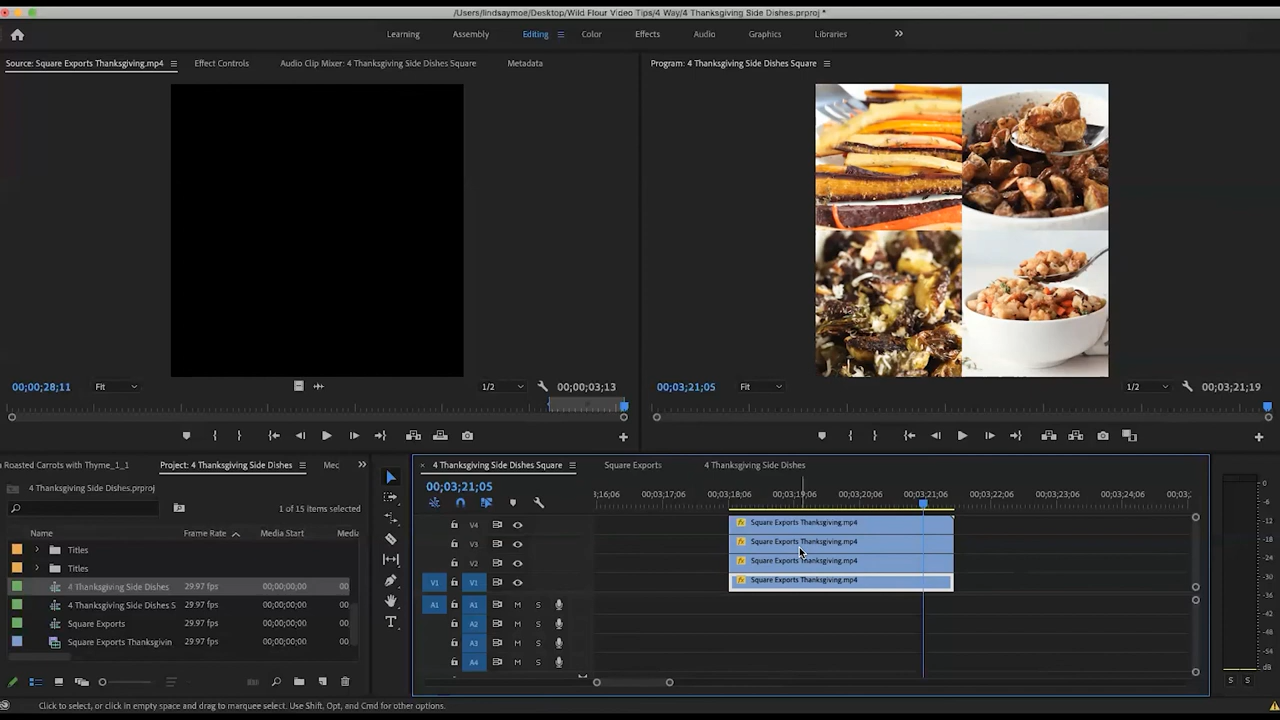 /Users/lindsaymoe/Desktop/Wild Flour Video Tips/4 Way/4 Thanksgiving Side Dishes.prproj *
Learning Assembly Editing Color Effects Audio Graphics Libraries
Source: Square Exports Thanksgiving.mp4 Effect Controls Audio Clip Mixer: 4 Thanksgiving Side Dishes Square Metadata
Program: 4 Thanksgiving Side Dishes Square
00;00;28;11 Fit 1/2 00;00;03;13
00;03;21;05 Fit 1/2 00;03;21;19
a Roasted Carrots with Thyme_1_1 Project: 4 Thanksgiving Side Dishes Mec
4 Thanksgiving Side Dishes.prproj
1 of 15 items selected
Name Frame Rate Media Start Media
Titles
Titles
4 Thanksgiving Side Dishes 29.97 fps 00;00;00;00 00
4 Thanksgiving Side Dishes S 29.97 fps 00;00;00;00 00
Square Exports 29.97 fps 00;00;00;00 00
Square Exports Thanksgivin 29.97 fps 00;00;00;00 00
4 Thanksgiving Side Dishes Square Square Exports 4 Thanksgiving Side Dishes
00;03;21;05
;16;06 00;03;17;06 00;03;18;06 00;03;19;06 00;03;20;06 00;03;21;06 00;03;22;06 00;03;23;06 00;03;24;06 00;03;
V4 Square Exports Thanksgiving.mp4
V3 Square Exports Thanksgiving.mp4
V2 Square Exports Thanksgiving.mp4
V1 V1 Square Exports Thanksgiving.mp4
A1 A1 M S
A2 M S
A3 M S
A4 M S
0
-6
-12
-18
-24
-30
-36
-42
-48
-54
dB
S S
Click to select, or click in empty space and drag to marquee select. Use Shift, Opt, and Cmd for other options.